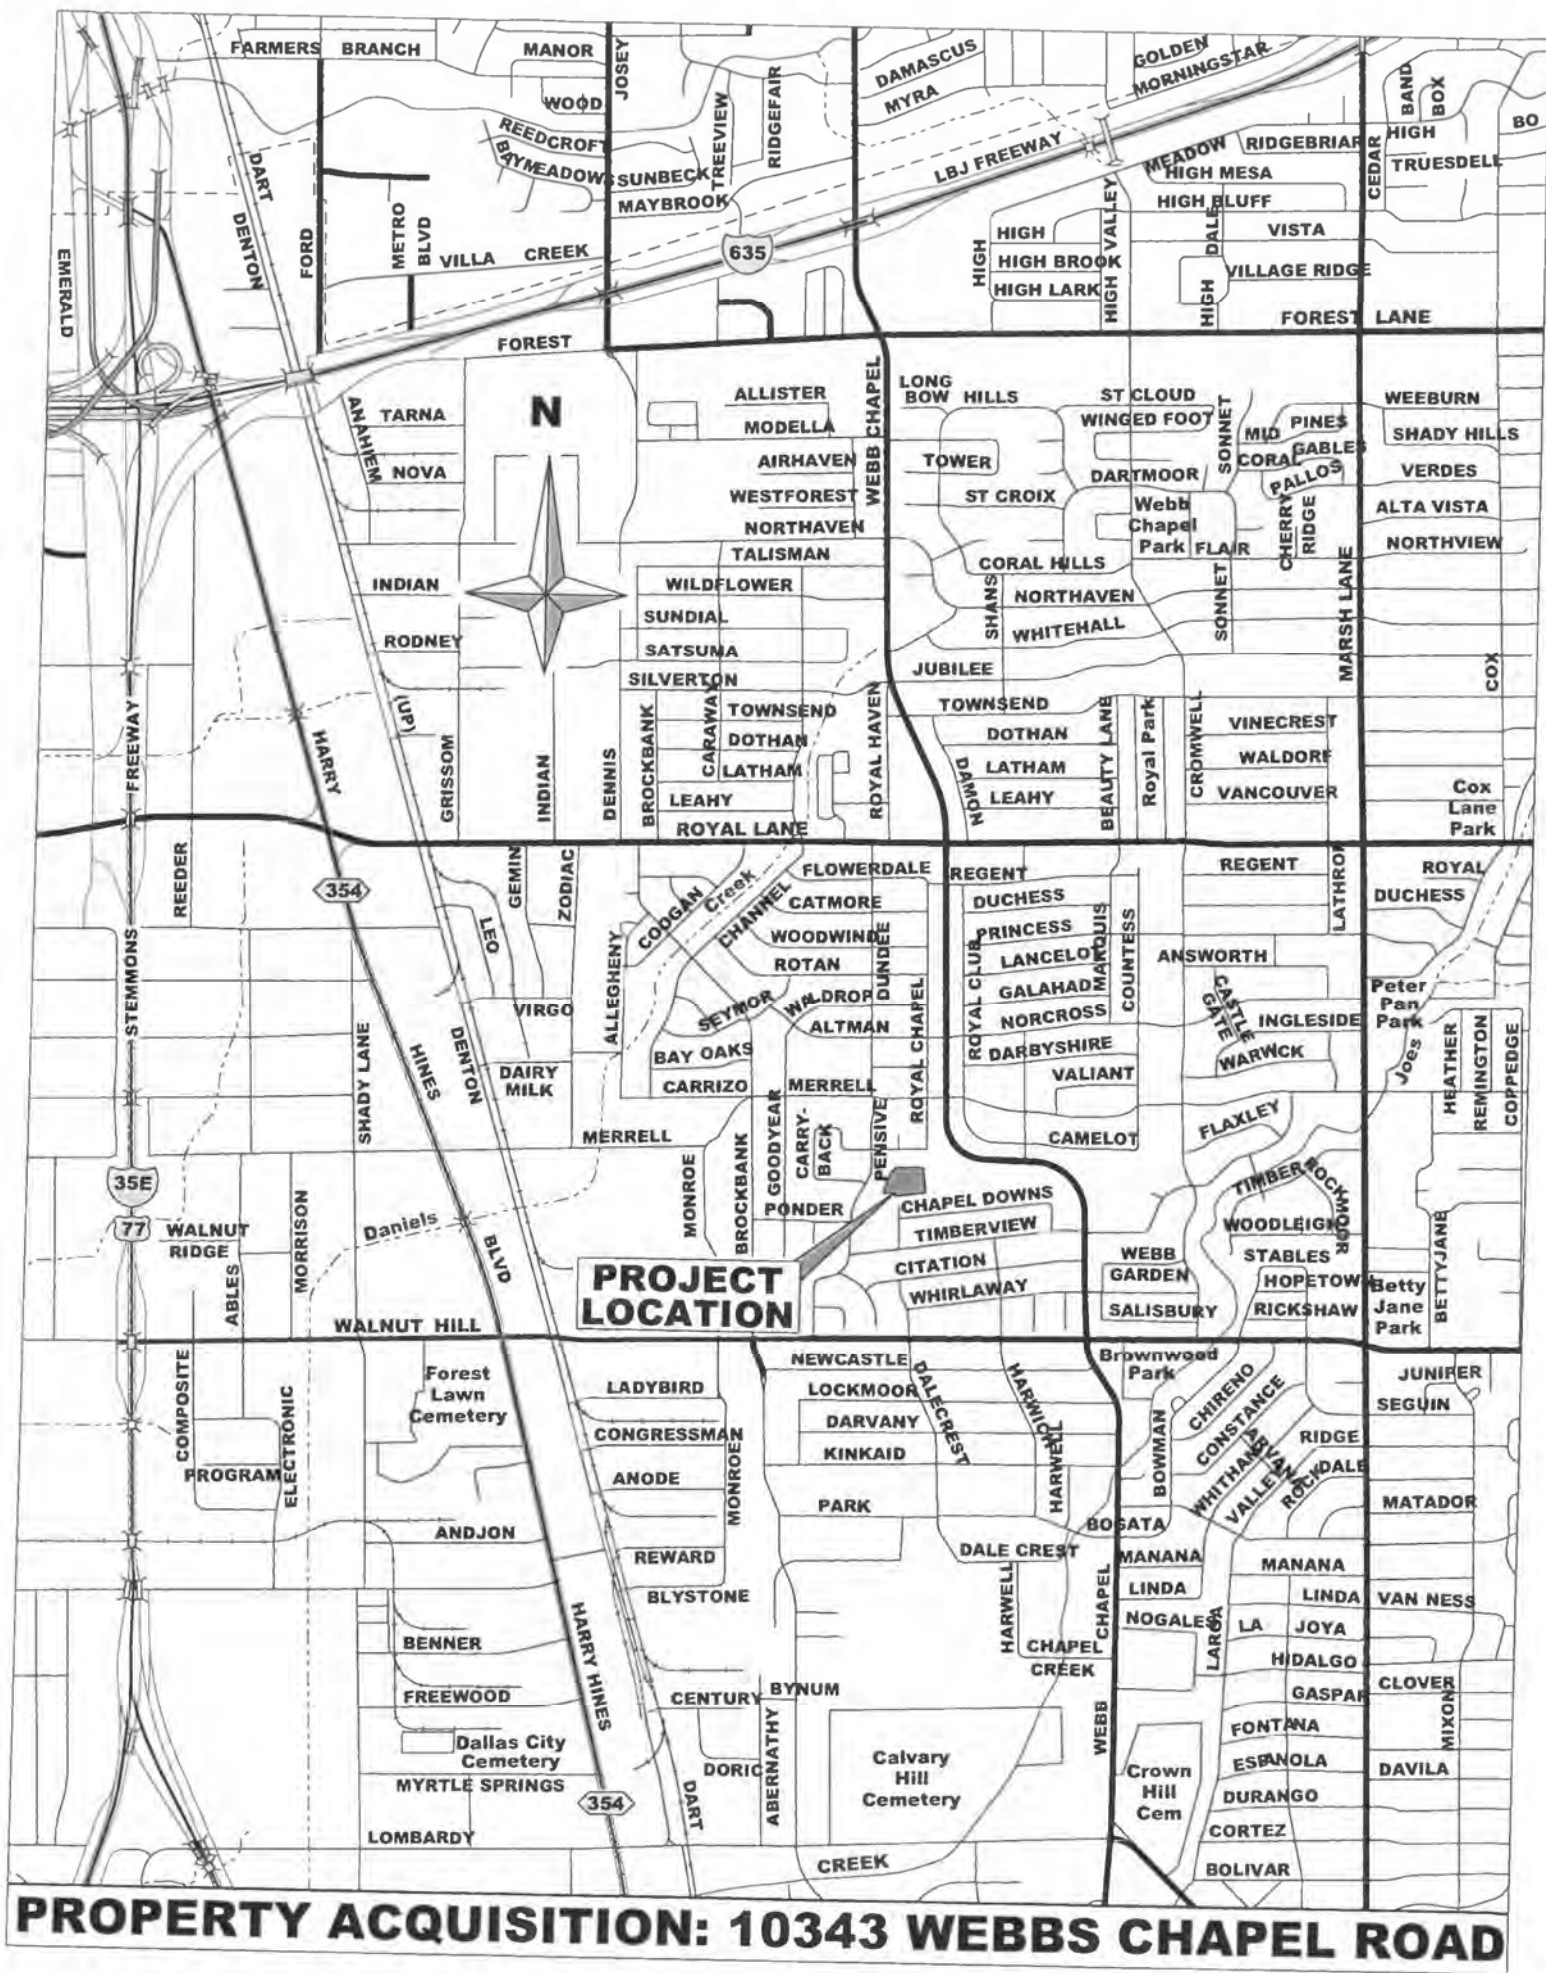 FARMERS BRANCH
MANOR
JOSEY
DAMASCUS
MYRA
GOLDEN
MORNINGSTAR
WOOD
REEDCROFT
BAYMEADOWS
SUNBECK
TREEVIEW
RIDGEFAIR
MAYBROOK
LBJ FREEWAY
MEADOW
RIDGEBRIAR
HIGH
BAND
BOX
BO
CEDAR
TRUESDELL
HIGH MESA
HIGH BLUFF
DART
DENTON
FORD
METRO
BLVD
VILLA CREEK
635
EMERALD
HIGH
HIGH
HIGH BROOK
HIGH LARK
HIGH VALLEY
HIGH DALE
VISTA
VILLAGE RIDGE
FOREST LANE
FOREST
N
ANAHIEM
TARNA
NOVA
ALLISTER
MODELLA
AIRHAVEN
WESTFOREST
NORTHAVEN
WEBB CHAPEL
LONG
BOW HILLS
ST CLOUD
WINGED FOOT
TOWER
DARTMOOR
ST CROIX
SONNET
MID PINES
CORAL GABLES
PALLOS
WEEBURN
SHADY HILLS
VERDES
ALTA VISTA
NORTHVIEW
Webb
Chapel
Park
FLAIR
CHERRY
RIDGE
TALISMAN
INDIAN
WILDFLOWER
SUNDIAL
SATSUMA
SILVERTON
RODNEY
CORAL HILLS
NORTHAVEN
SHANS
WHITEHALL
SONNET
MARSH LANE
JUBILEE
COX
(UP)
GRISSOM
INDIAN
DENNIS
BROCKBANK
CARAWAY
TOWNSEND
DOTHAN
LATHAM
LEAHY
ROYAL LANE
ROYAL HAVEN
TOWNSEND
DOTHAN
LATHAM
LEAHY
DAMON
BEAUTY LANE
Royal Park
CROMWELL
VINECREST
WALDORF
VANCOUVER
Cox
Lane
Park
FREEWAY
HARRY
REEDER
354
GEMIN
ZODIAC
LEO
COOGAN
Creek
CHANNEL
FLOWERDALE
CATMORE
WOODWIND
ROTAN
DUNDEE
REGENT
DUCHESS
PRINCESS
LANCELOT
GALAHAD
NORCROSS
DARBYSHIRE
VALIANT
MARQUIS
COUNTESS
ROYAL CLUB
REGENT
LATHROP
ROYAL
DUCHESS
ANSWORTH
CASTLE
GATE
INGLESIDE
WARWCK
Peter
Pan
Park
Joes
HEATHER
REMINGTON
COPPEDGE
STEMMONS
ALLEGHENY
VIRGO
SEYMOR
WALDROP
ALTMAN
BAY OAKS
CARRIZO
MERRELL
ROYAL CHAPEL
SHADY LANE
HINES
DENTON
DAIRY
MILK
MERRELL
MONROE
BROCKBANK
GOODYEAR
CARRY-
BACK
PENSIVE
PONDER
CAMELOT
FLAXLEY
TIMBER
ROCKMOOR
WOODLEIGH
STABLES
HOPETOWN
RICKSHAW
Betty
Jane
Park
BETTYJANE
35E
77
WALNUT
RIDGE
ABLES
MORRISON
Daniels
BLVD
CHAPEL DOWNS
TIMBERVIEW
CITATION
WHIRLAWAY
WEBB
GARDEN
SALISBURY
PROJECT
LOCATION
WALNUT HILL
COMPOSITE
ELECTRONIC
PROGRAM
Forest
Lawn
Cemetery
LADYBIRD
CONGRESSMAN
ANODE
MONROE
NEWCASTLE
LOCKMOOR
DARVANY
KINKAID
PARK
DALECREST
HARWICH
HARWELL
Brownwood
Park
BOWMAN
CHIRENO
CONSTANCE
WHITHAM
ARVANA
VALLEY
ROCK
RIDGE
DALE
JUNIPER
SEGUIN
MATADOR
ANDJON
REWARD
BLYSTONE
DALE CREST
BOGATA
HARWELL
CHAPEL
MANANA
LINDA
NOGALES
MANANA
LINDA
VAN NESS
LARGA
LA JOYA
HIDALGO
GASPAR
FONTANA
ESPANOLA
DURANGO
CORTEZ
BOLIVAR
CLOVER
MIXON
DAVILA
BENNER
FREEWOOD
HARRY HINES
CHAPEL
CREEK
WEBB
CENTURY
BYNUM
Dallas City
Cemetery
MYRTLE SPRINGS
DORIC
ABERNATHY
Calvary
Hill
Cemetery
Crown
Hill
Cem
354
DART
LOMBARDY
CREEK
PROPERTY ACQUISITION: 10343 WEBBS CHAPEL ROAD